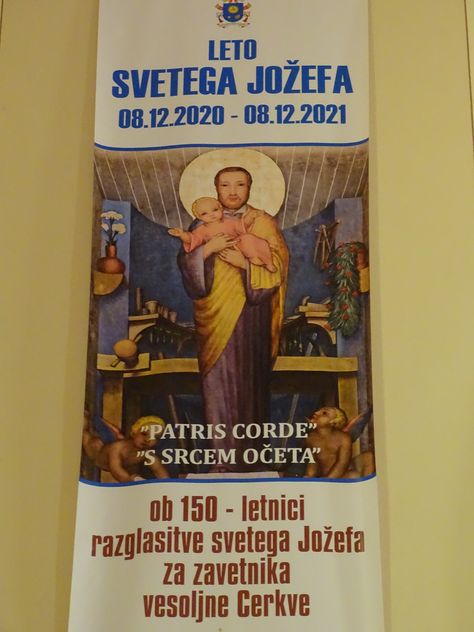 LETO
SVETEGA JOŽEFA
08.12.2020 - 08.12.2021
"PATRIS CORDE"
"S SRCEM OČETA"
ob 150 - letnici
razglasitve svetega Jožefa
za zavetnika
vesoljne Cerkve